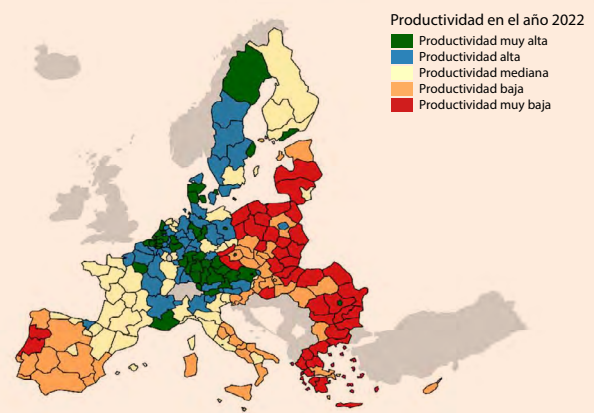 Productividad en el año 2022
Productividad muy alta
Productividad alta
Productividad mediana
Productividad baja
Productividad muy baja